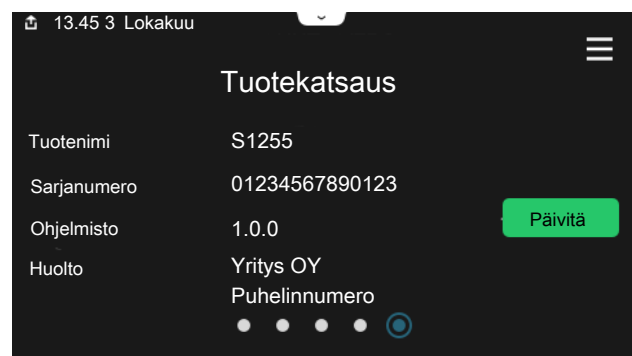 13.45 3 Lokakuu
Tuotekatsaus
Tuotenimi S1255
Sarjanumero 01234567890123
Ohjelmisto 1.0.0 Päivitä
Huolto Yritys OY
Puhelinnumero